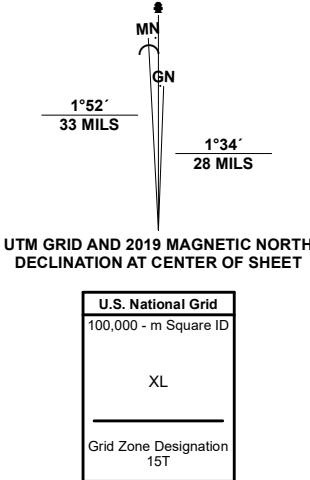 MN
GN
1°52´
33 MILS
1°34´
28 MILS
UTM GRID AND 2019 MAGNETIC NORTH
DECLINATION AT CENTER OF SHEET
U.S. National Grid
100,000 - m Square ID
XL
Grid Zone Designation
15T